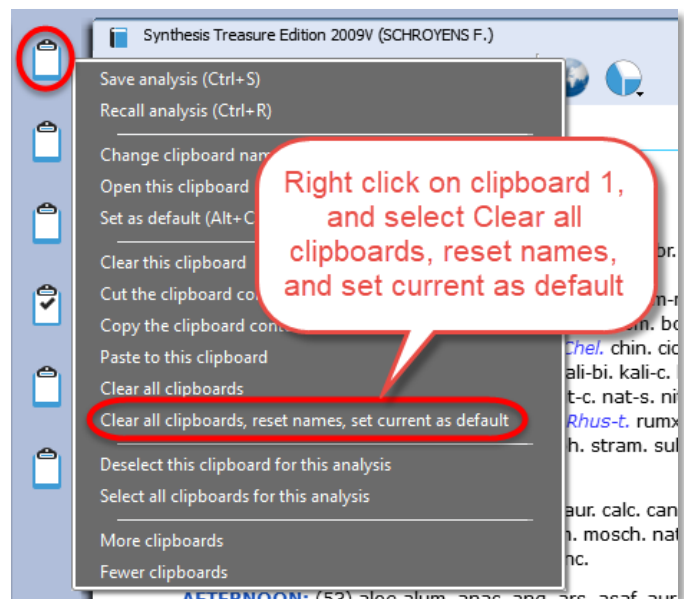 Synthesis Treasure Edition 2009V (SCHROYENS F.)
Save analysis (Ctrl+S)
Recall analysis (Ctrl+R)
Change clipboard
Open this clipboard
Set as default (Alt+C
Clear this clipboard
Cut the clipboard
Copy the clipboard
Paste to this clipboard
Clear all clipboards
Clear all clipboards, reset names, set current as default
Deselect this clipboard for this analysis
Select all clipboards for this analysis
More clipboards
Fewer clipboards
Right click on clipboard 1,
and select Clear all
clipboards, reset names,
and set current as default
br.
Chel. chin. cic
ali-bi. kali-c.
t-c. nat-s. ni
Rhus-t. rumx
h. stram. sul
aur. calc. can
mosch. nat
nc.
AFTERNOON: (53) aloe alum. anac. ang. ars. asaf. aur